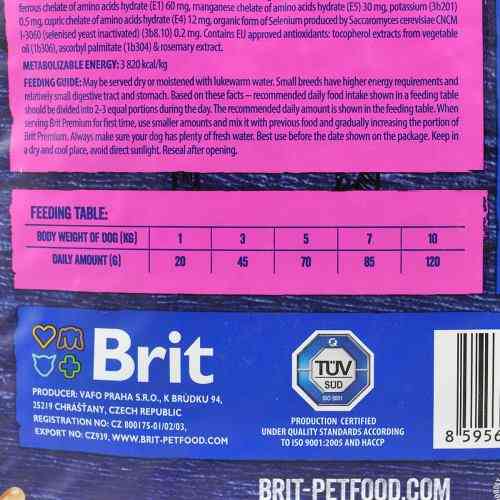 ferrous chelate of amino acids hydrate (E1) 60 mg, manganese chelate of amino acids hydrate (E5) 30 mg, potassium (3b201)
0.5 mg, cupric chelate of amino acids hydrate (E4) 12 mg, organic form of Selenium produced by Saccaromyces cerevisiae CNCM
I-3060 (selenised yeast inactivated) (3b8.10) 0.2 mg. Contains EU approved antioxidants: tocopherol extracts from vegetable
oil (1b306), ascorbyl palmitate (1b304) & rosemary extract.
METABOLIZABLE ENERGY: 3 820 kcal/kg
FEEDING GUIDE: May be served dry or moistened with lukewarm water. Small breeds have higher energy requirements and
relatively small digestive tract and stomach. Based on these facts – recommended daily food intake shown in a feeding table
should be divided into 2-3 equal portions during the day. The recommended daily amount is shown in the feeding table. When
serving Brit Premium for first time, use smaller amounts and mix it with previous food and gradually increasing the portion of
Brit Premium. Always make sure your dog has plenty of fresh water. Best use before the date shown on the package. Keep in
a dry and cool place, avoid direct sunlight. Reseal after opening.
FEEDING TABLE:
BODY WEIGHT OF DOG (KG) 1 3 5 7 10
DAILY AMOUNT (G) 20 45 70 85 120
Brit
PRODUCER: VAFO PRAHA S.R.O., K BRŮDKU 94,
25219 CHRÁŠŤANY, CZECH REPUBLIC
REGISTRATION NO: CZ 800175-01/02/03,
EXPORT NO: CZ939, WWW.BRIT-PETFOOD.COM
TÜV
SÜD
ISO 9001
PRODUCTION CERTIFIED
UNDER QUALITY STANDARDS ACCORDING
TO ISO 9001:2005 AND HACCP
8 5956
BRIT-PETFOOD.COM